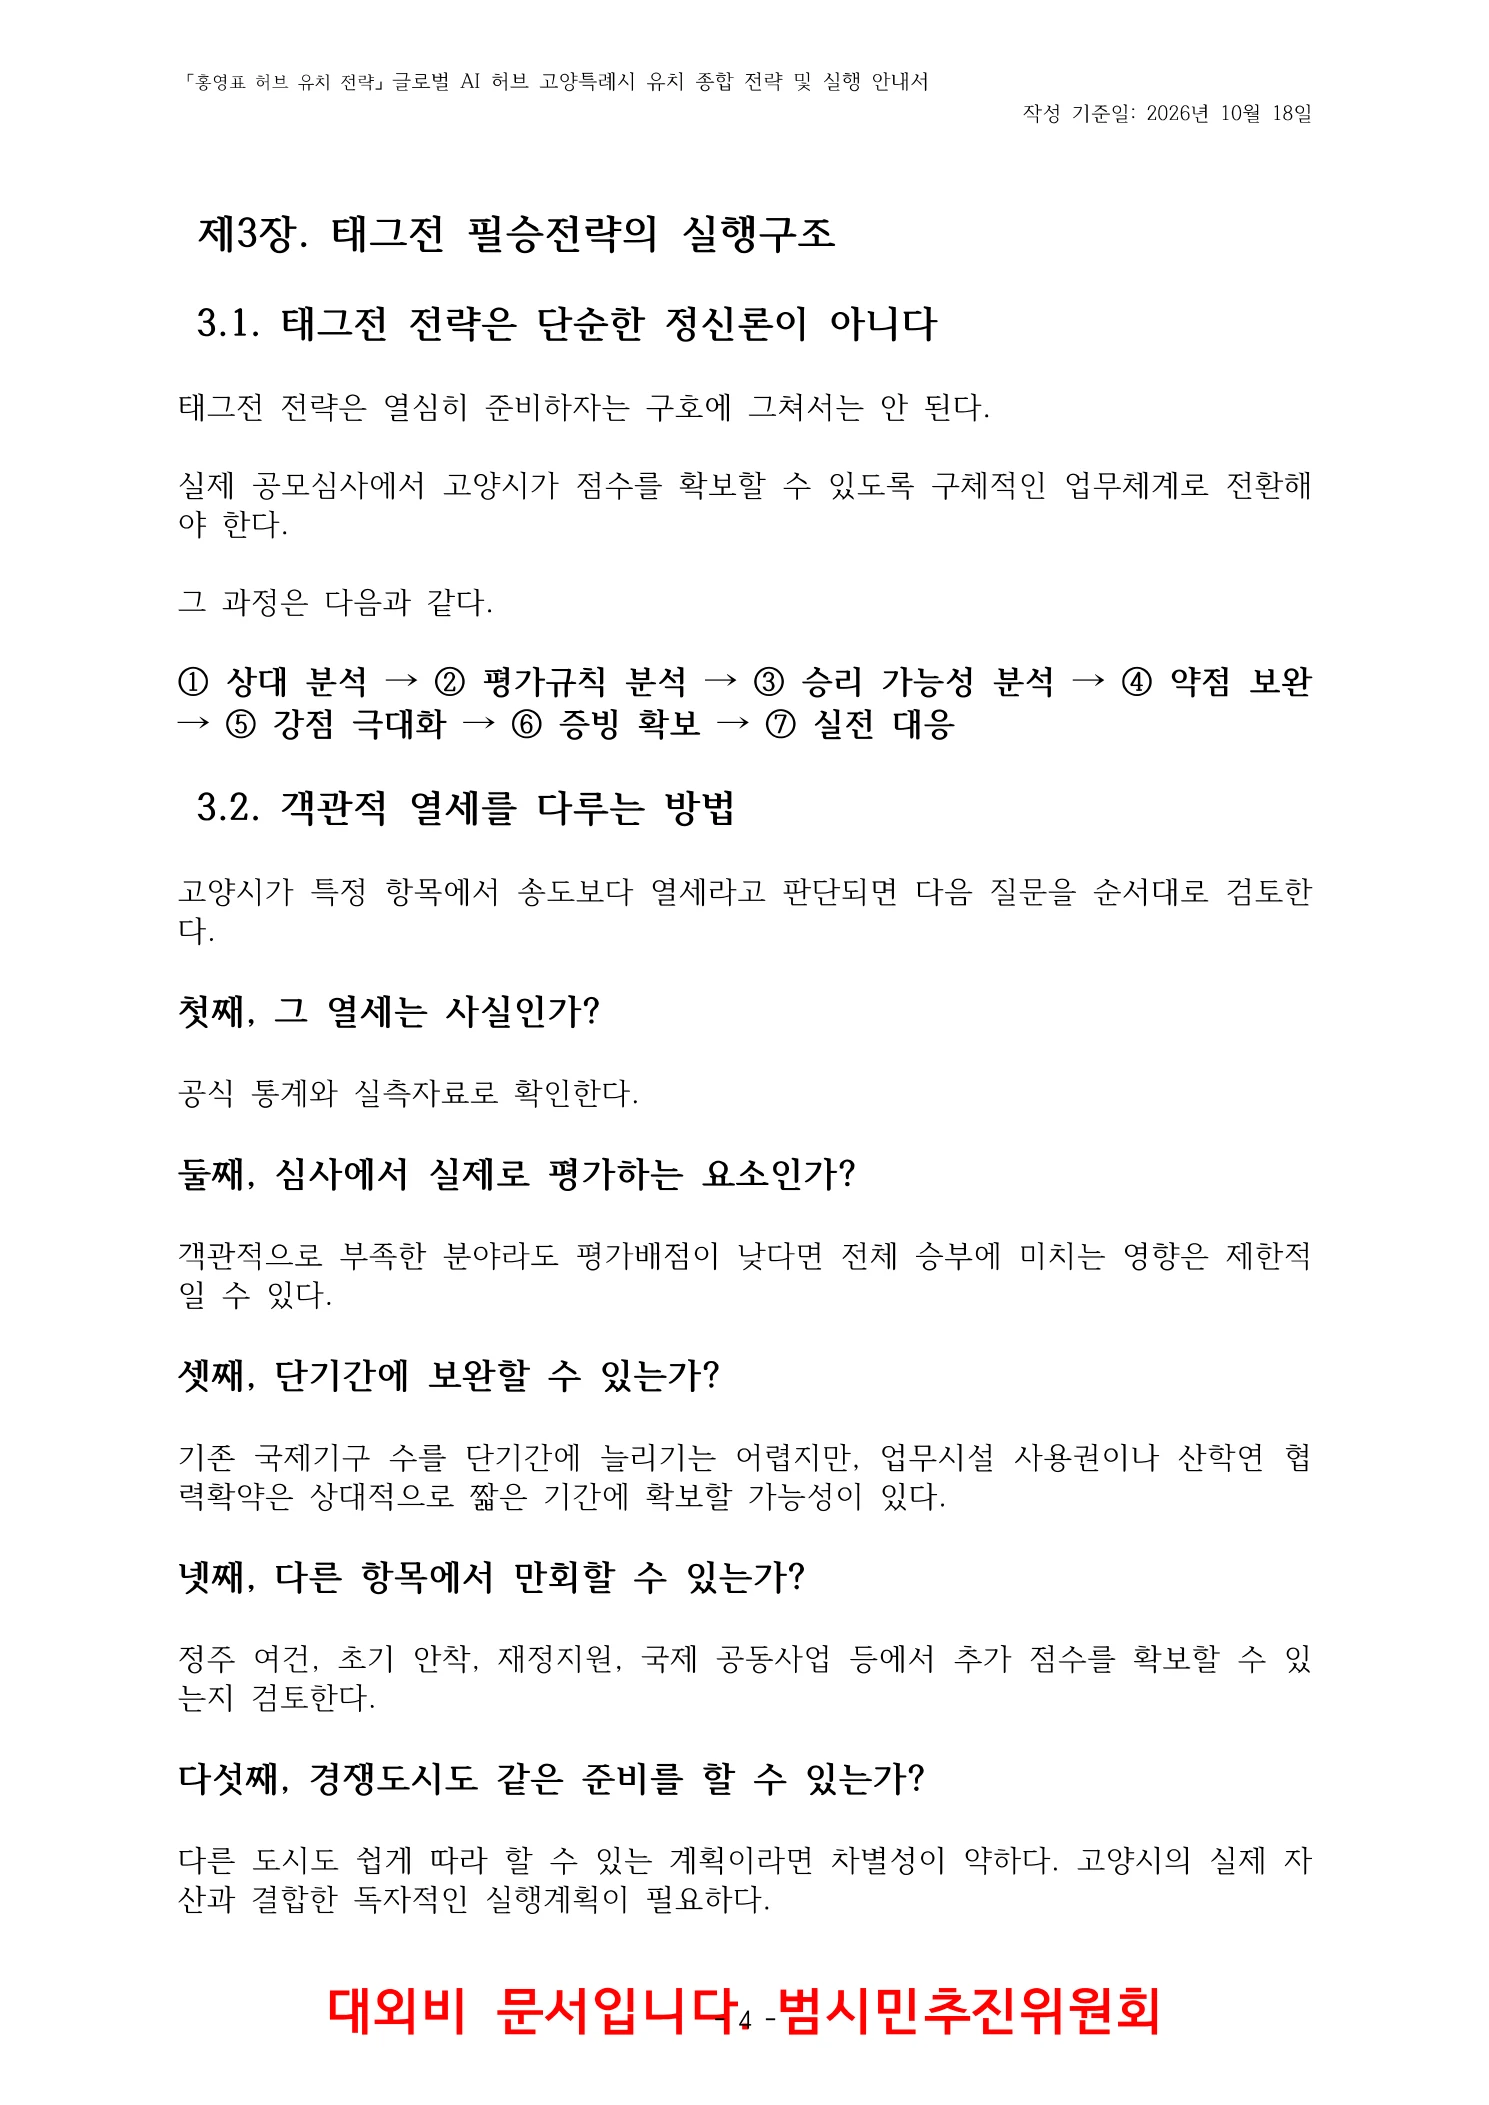 「홍영표 허브 유치 전략」 글로벌 AI 허브 고양특례시 유치 종합 전략 및 실행 안내서
작성 기준일: 2026년 10월 18일
제3장. 태그전 필승전략의 실행구조
3.1. 태그전 전략은 단순한 정신론이 아니다
태그전 전략은 열심히 준비하자는 구호에 그쳐서는 안 된다.
실제 공모심사에서 고양시가 점수를 확보할 수 있도록 구체적인 업무체계로 전환해
야 한다.
그 과정은 다음과 같다.
① 상대 분석 → ② 평가규칙 분석 → ③ 승리 가능성 분석 → ④ 약점 보완
→ ⑤ 강점 극대화 → ⑥ 증빙 확보 → ⑦ 실전 대응
3.2. 객관적 열세를 다루는 방법
고양시가 특정 항목에서 송도보다 열세라고 판단되면 다음 질문을 순서대로 검토한
다.
첫째, 그 열세는 사실인가?
공식 통계와 실측자료로 확인한다.
둘째, 심사에서 실제로 평가하는 요소인가?
객관적으로 부족한 분야라도 평가배점이 낮다면 전체 승부에 미치는 영향은 제한적
일 수 있다.
셋째, 단기간에 보완할 수 있는가?
기존 국제기구 수를 단기간에 늘리기는 어렵지만, 업무시설 사용권이나 산학연 협
력확약은 상대적으로 짧은 기간에 확보할 가능성이 있다.
넷째, 다른 항목에서 만회할 수 있는가?
정주 여건, 초기 안착, 재정지원, 국제 공동사업 등에서 추가 점수를 확보할 수 있
는지 검토한다.
다섯째, 경쟁도시도 같은 준비를 할 수 있는가?
다른 도시도 쉽게 따라 할 수 있는 계획이라면 차별성이 약하다. 고양시의 실제 자
산과 결합한 독자적인 실행계획이 필요하다.
대외비 문서입니다. 범시민추진위원회
- 4 -